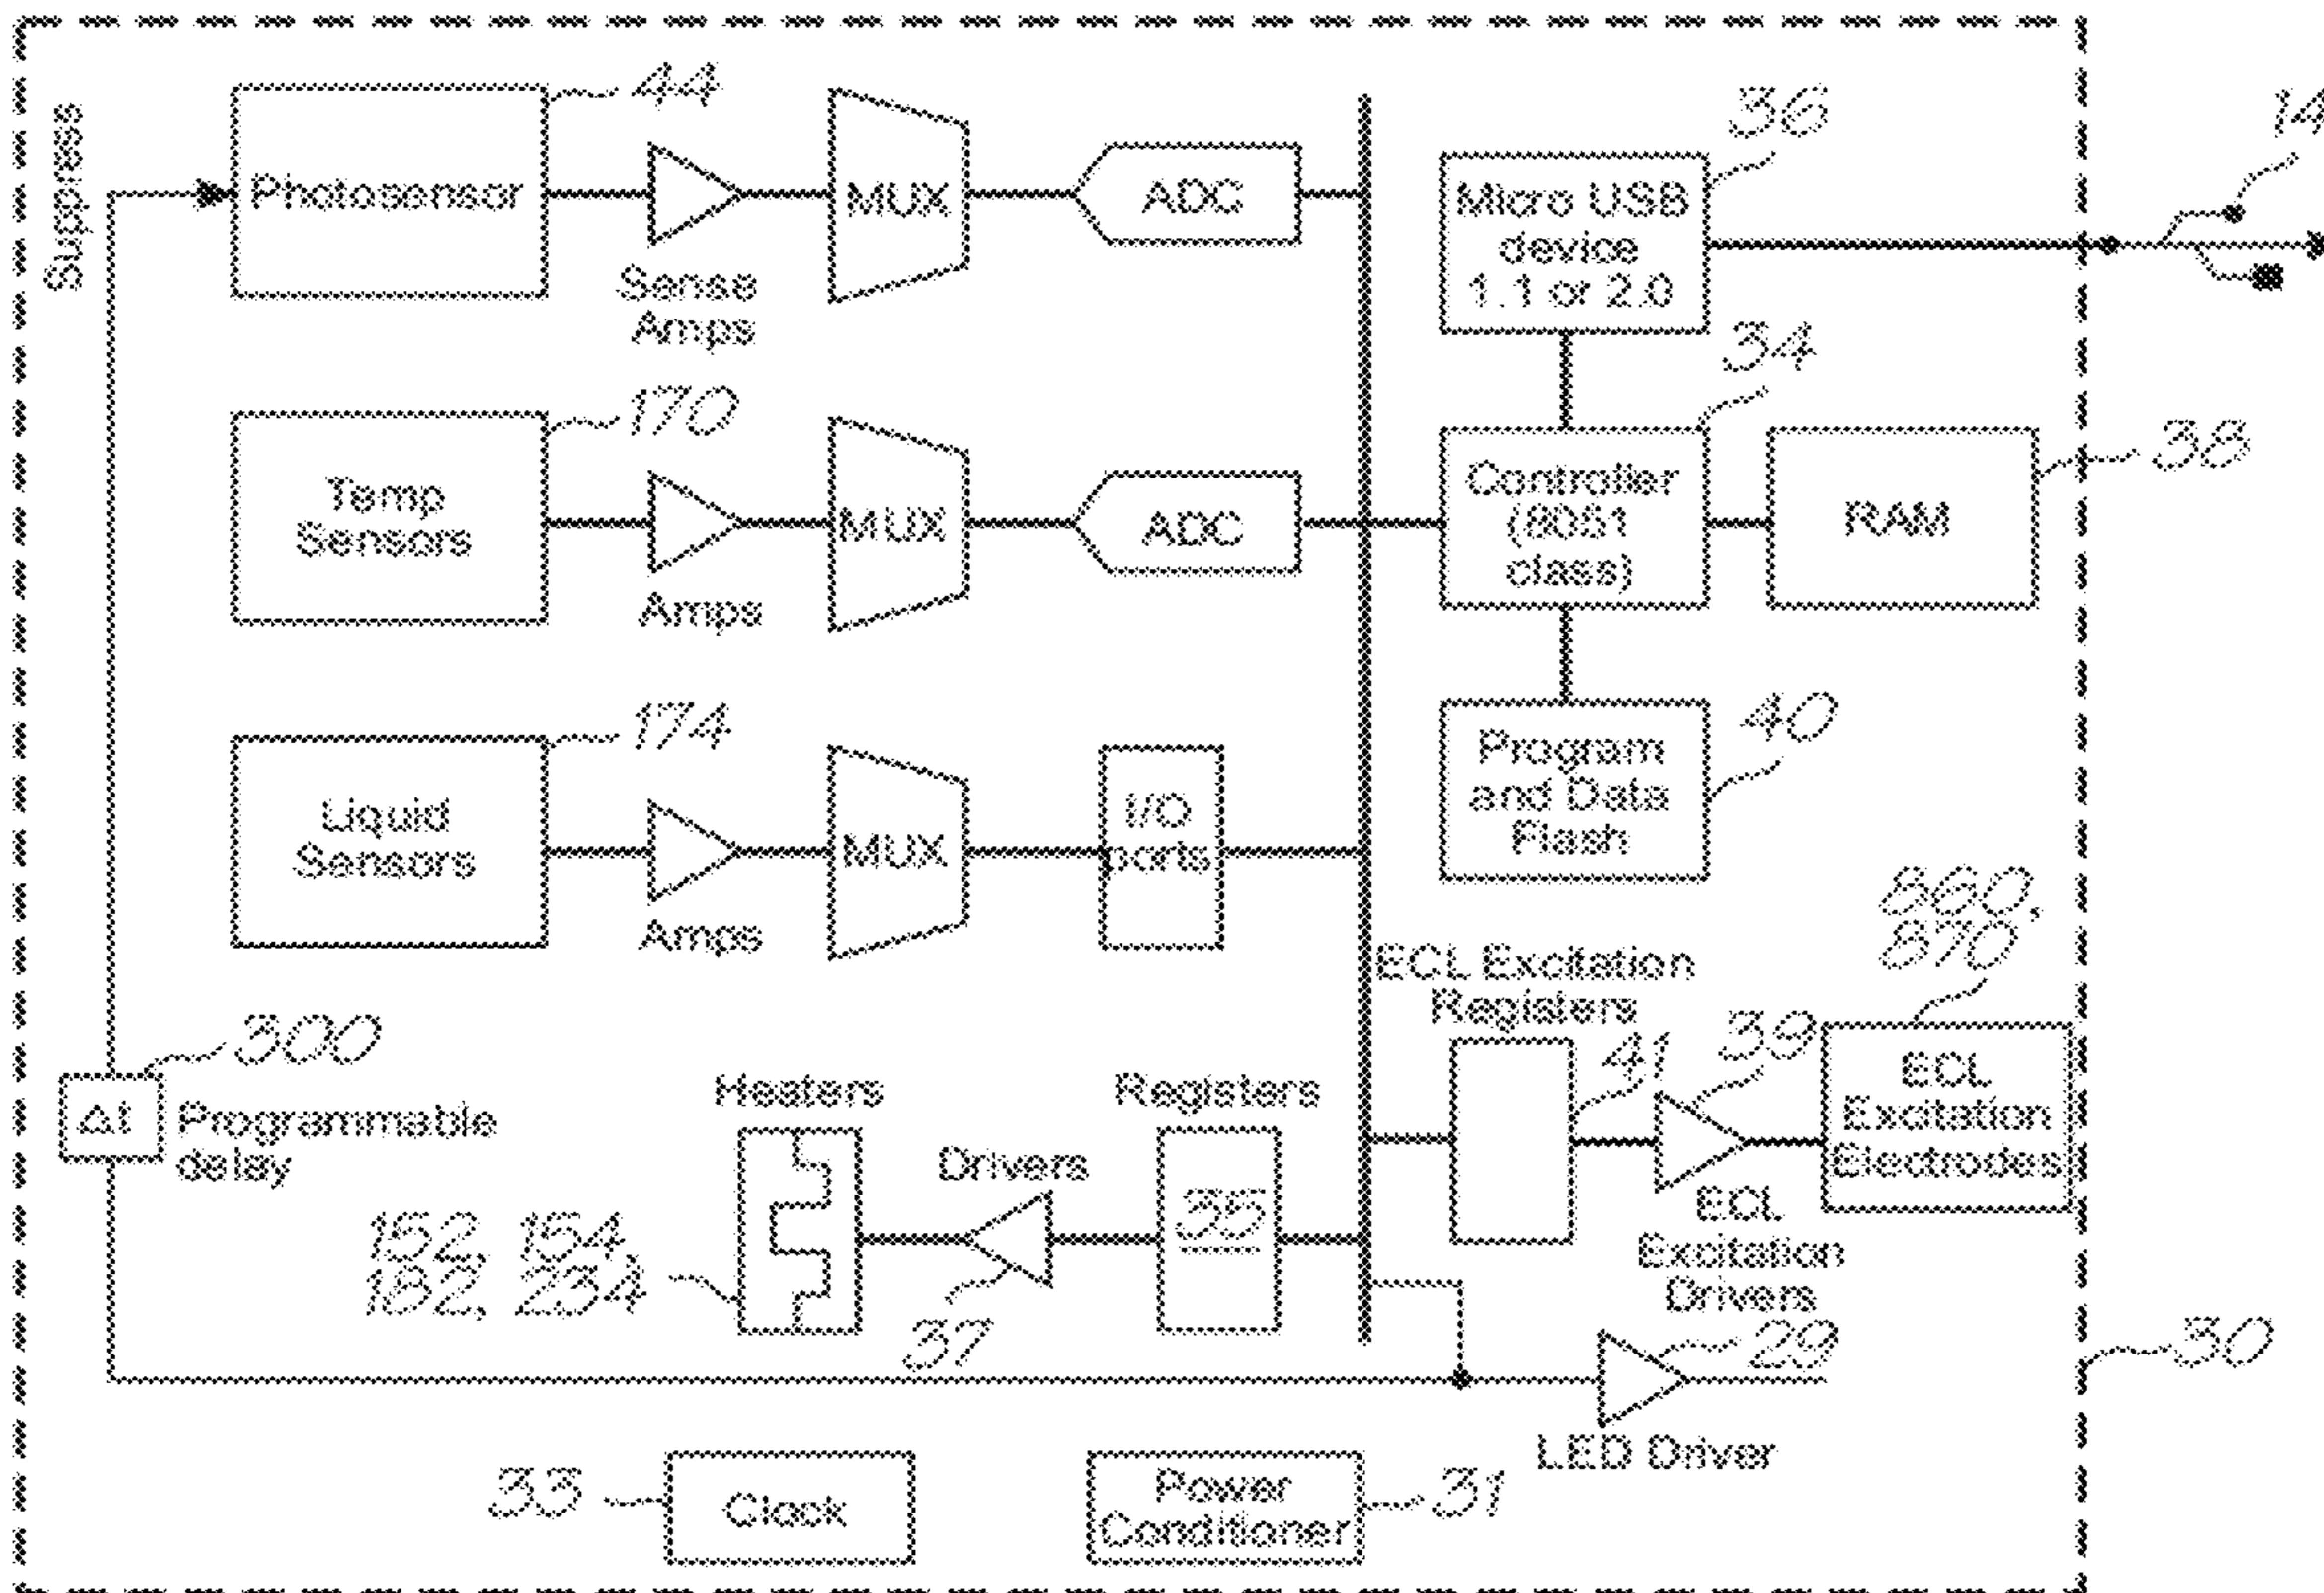 Suppress
Photosensor
44
Sense
Amps
MUX
ADC
Micro USB
device
1.1 or 2.0
36
14
Temp
Sensors
170
Amps
MUX
ADC
Controller
(8051
class)
34
RAM
38
Liquid
Sensors
174
Amps
MUX
I/O
ports
Program
and Data
Flash
40
ECL Excitation
Registers
41
39
860,
870
ECL
Excitation
Electrodes
ECL
Excitation
Drivers
300
Δt
Programmable
delay
Heaters
152, 154,
182, 234
Drivers
37
Registers
35
29
LED Driver
30
33
Clock
Power
Conditioner
31